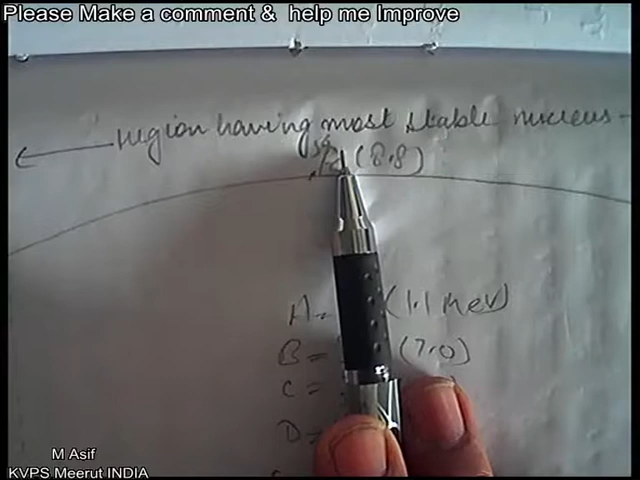 Please Make a comment & help me Improve
region having most stable nucleus
56 (8.8)
A= (1.1 MeV)
B= (7.0)
C=
D=
M Asif
KVPS Meerut INDIA